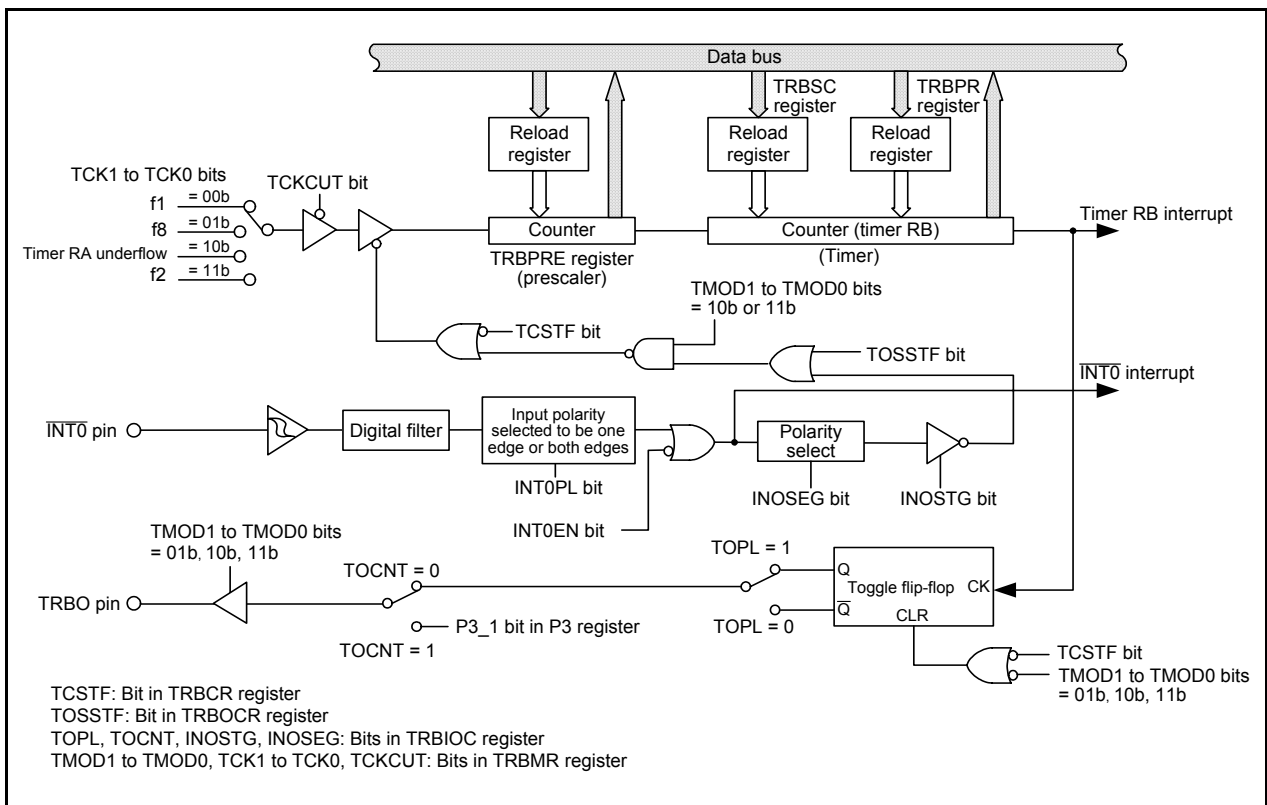 Data bus
TRBSC
register
TRBPR
register
Reload
register
Reload
register
Reload
register
TCK1 to TCK0 bits
TCKCUT bit
f1
= 00b
f8
= 01b
Timer RA underflow
= 10b
f2
= 11b
Counter
Counter (timer RB)
Timer RB interrupt
TRBPRE register
(prescaler)
(Timer)
TMOD1 to TMOD0 bits
= 10b or 11b
TCSTF bit
TOSSTF bit
INT0 interrupt
INT0 pin
Digital filter
Input polarity
selected to be one
edge or both edges
Polarity
select
INT0PL bit
INOSEG bit
INOSTG bit
INT0EN bit
TMOD1 to TMOD0 bits
= 01b, 10b, 11b
TOCNT = 0
TOPL = 1
Q
Toggle flip-flop
CK
Q
CLR
TRBO pin
P3_1 bit in P3 register
TOPL = 0
TOCNT = 1
TCSTF bit
TMOD1 to TMOD0 bits
= 01b, 10b, 11b
TCSTF: Bit in TRBCR register
TOSSTF: Bit in TRBOCR register
TOPL, TOCNT, INOSTG, INOSEG: Bits in TRBIOC register
TMOD1 to TMOD0, TCK1 to TCK0, TCKCUT: Bits in TRBMR register